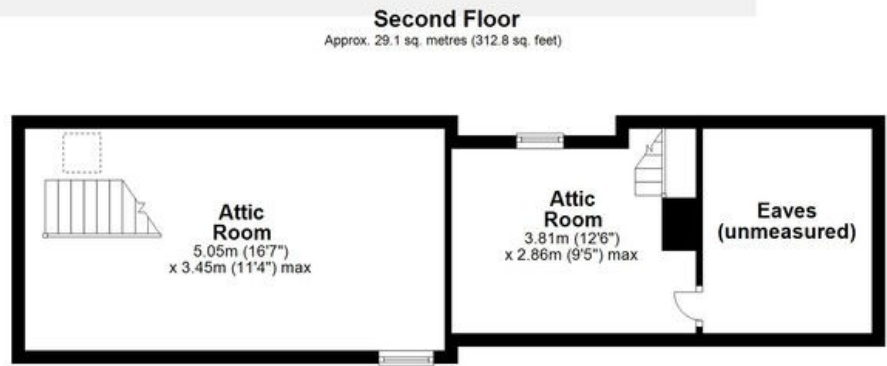 Second Floor
Approx. 29.1 sq. metres (312.8 sq. feet)
Attic
Room
5.05m (16'7")
x 3.45m (11'4") max
Attic
Room
3.81m (12'6")
x 2.86m (9'5") max
Eaves
(unmeasured)